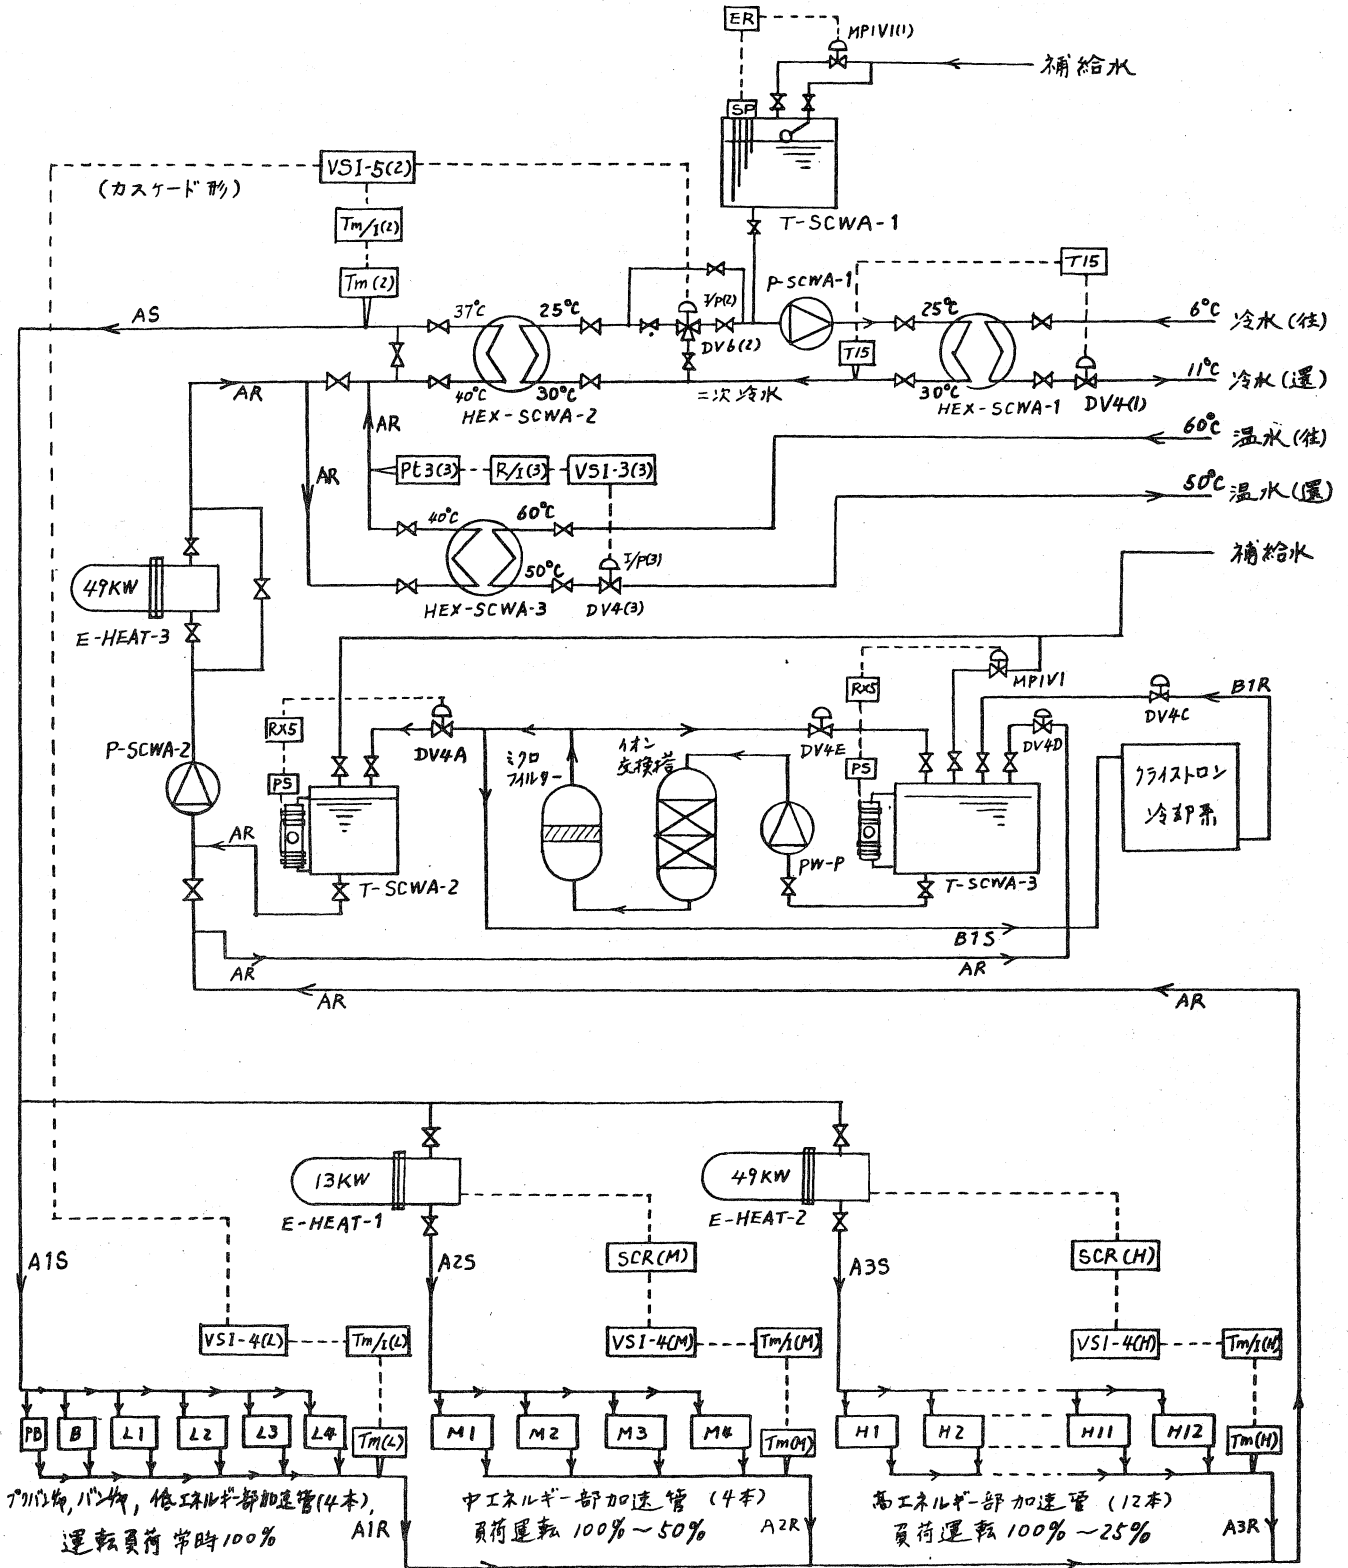 ER
MPIVI(1)
補給水
SP
VSI-5(2)
(カスケード形)
T-SCWA-1
Tm/I(2)
Tm(2)
P-SCWA-1
T15
AS
37°C
25°C
I/P(2)
DV6(2)
25°C
6°C
冷水(往)
T15
AR
40°C
30°C
HEX-SCWA-2
二次冷水
30°C
HEX-SCWA-1
DV4(1)
11°C
冷水(還)
AR
60°C
温水(往)
AR
Pt3(3)
R/I(3)
VSI-3(3)
50°C
温水(還)
40°C
60°C
50°C
I/P(3)
HEX-SCWA-3
DV4(3)
補給水
49KW
E-HEAT-3
RX5
MPIVI
B1R
DV4C
RX5
P-SCWA-2
DV4A
ミクロ
フィルター
イオン
交換塔
DV4E
DV4D
PS
PS
クライストロン
冷却系
AR
T-SCWA-2
PW-P
T-SCWA-3
B1S
AR
AR
AR
AR
13KW
E-HEAT-1
49KW
E-HEAT-2
A1S
A2S
SCR(M)
A3S
SCR(H)
VSI-4(L)
Tm/I(L)
VSI-4(M)
Tm/I(M)
VSI-4(H)
Tm/I(H)
PB
B
L1
L2
L3
L4
Tm(L)
M1
M2
M3
M4
Tm(M)
H1
H2
H11
H12
Tm(H)
プリバンチャ, バンチャ, 低エネルギー部加速管(4本),
運転負荷 常時100%
A1R
中エネルギー部加速管 (4本)
負荷運転 100%~50%
A2R
高エネルギー部加速管 (12本)
負荷運転 100%~25%
A3R